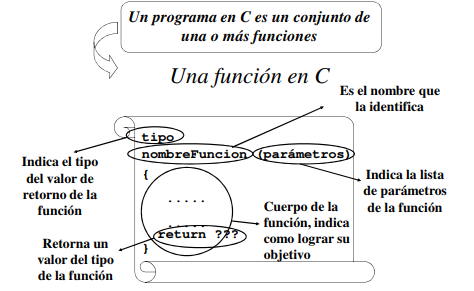 Un programa en C es un conjunto de
una o más funciones
Una función en C
Es el nombre que
la identifica
tipo
nombreFuncion (parámetros)
{
.....
.....
return ???
}
Indica el tipo
del valor de
retorno de la
función
Indica la lista
de parámetros
de la función
Cuerpo de la
función, indica
como lograr su
objetivo
Retorna un
valor del tipo
de la función